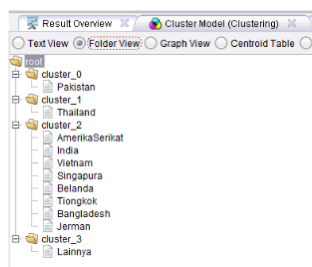 Result Overview Cluster Model (Clustering)
Text View Folder View Graph View Centroid Table
root
cluster_0
Pakistan
cluster_1
Thailand
cluster_2
AmerikaSerikat
India
Vietnam
Singapura
Belanda
Tiongkok
Bangladesh
Jerman
cluster_3
Lainnya